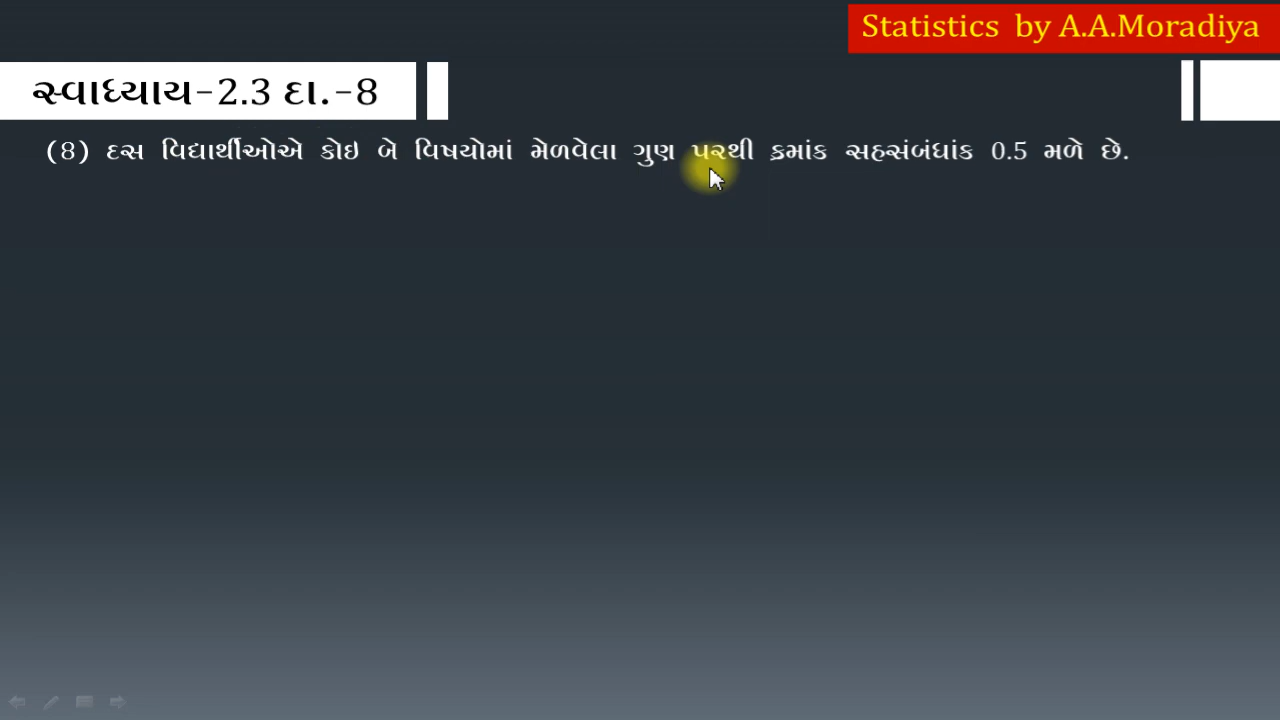 Statistics by A.A.Moradiya
સ્વાધ્યાય-2.3 દા.-8
(8) દસ વિદ્યાર્થીઓએ કોઇ બે વિષયોમાં મેળવેલા ગુણ પરથી ક્રમાંક સહસંબંધાંક 0.5 મળે છે.